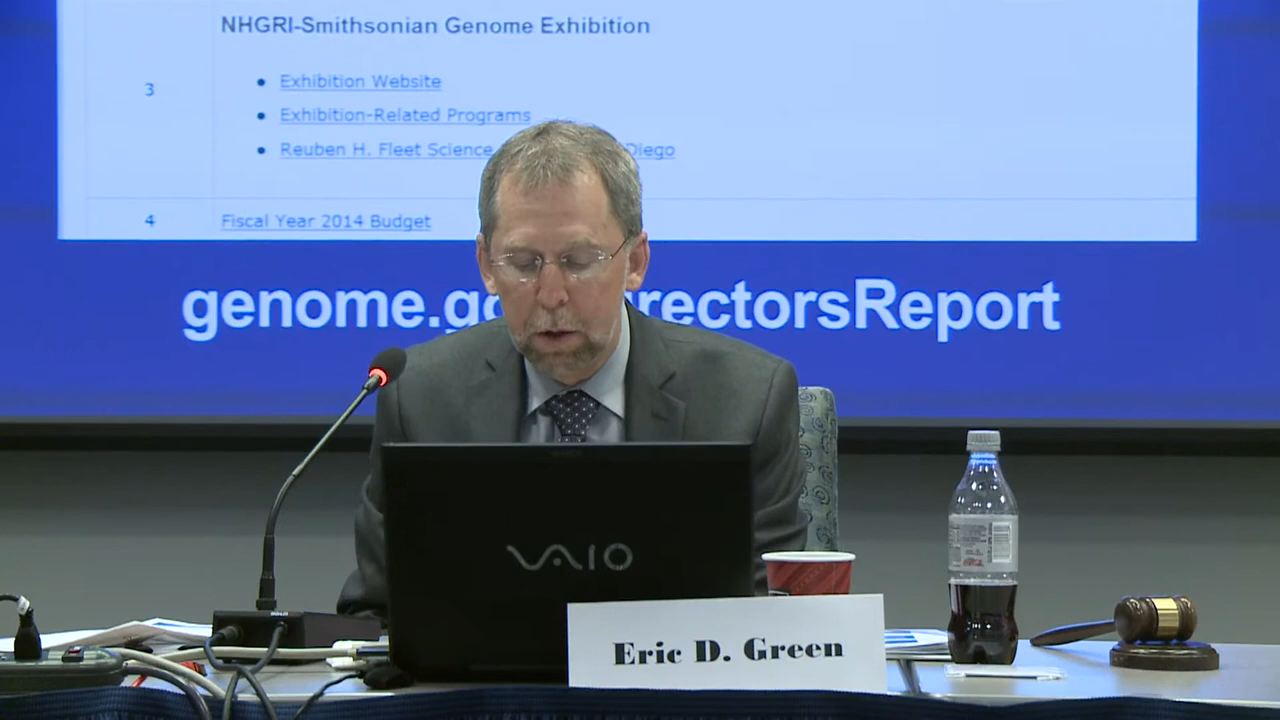 NHGRI-Smithsonian Genome Exhibition
3
• Exhibition Website
• Exhibition-Related Programs
• Reuben H. Fleet Science Diego
4 Fiscal Year 2014 Budget
genome.go rectorsReport
VAIO
Eric D. Green